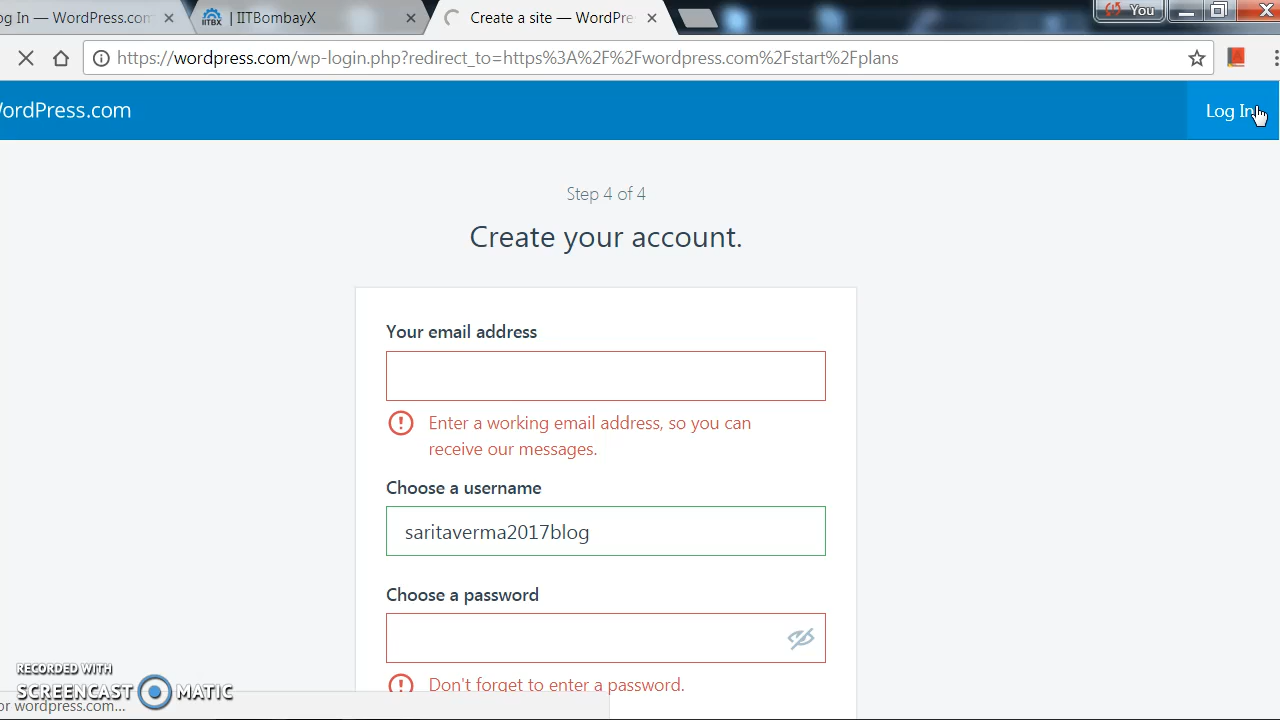 og In — WordPress.com
| IITBombayX
Create a site — WordPre
You
https://wordpress.com/wp-login.php?redirect_to=https%3A%2F%2Fwordpress.com%2Fstart%2Fplans
WordPress.com
Log In
Step 4 of 4
Create your account.
Your email address
Enter a working email address, so you can
receive our messages.
Choose a username
saritaverma2017blog
Choose a password
Don't forget to enter a password.
RECORDED WITH
SCREENCAST MATIC
or wordpress.com...